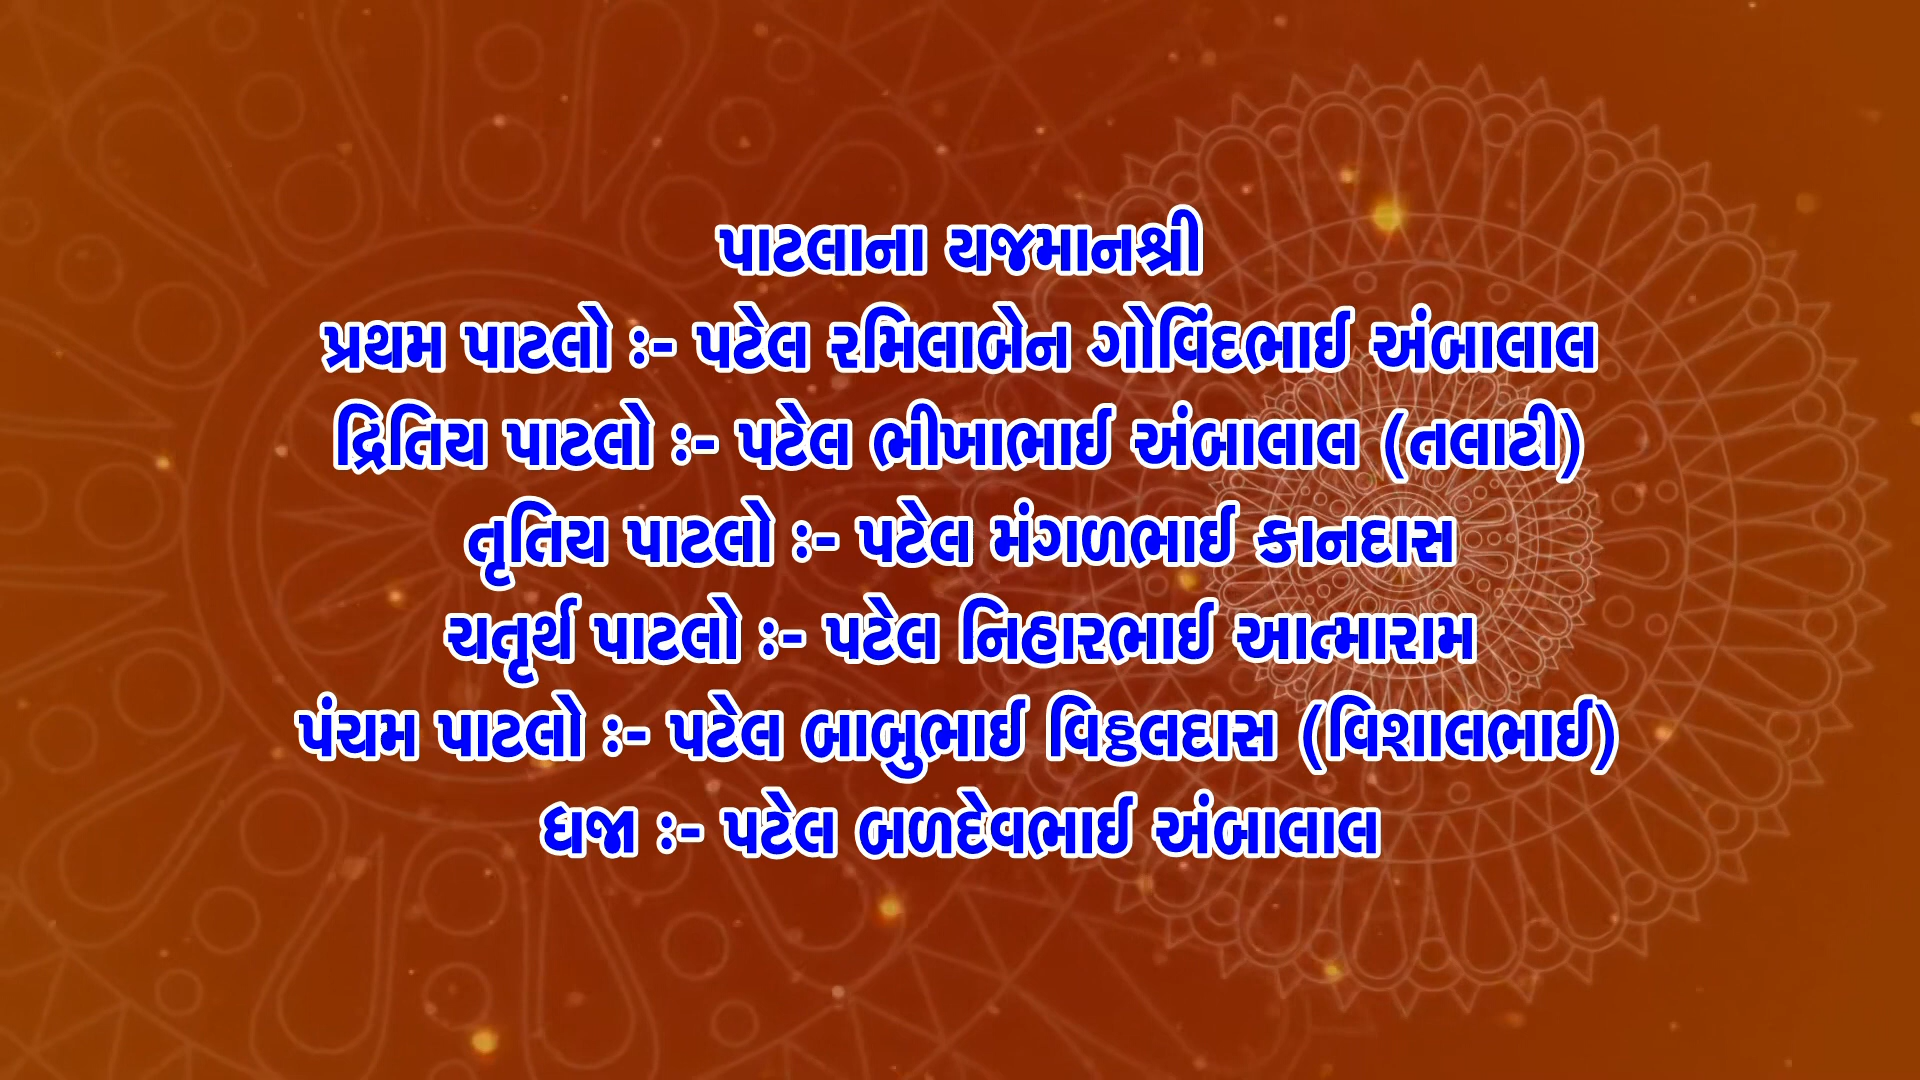 પાટલાના યજમાનશ્રી
પ્રથમ પાટલો ઃ- પટેલ રમિલાબેન ગોવિંદભાઈ અંબાલાલ
દ્રિતિય પાટલો ઃ- પટેલ ભીખાભાઈ અંબાલાલ (તલાટી)
તૃતિય પાટલો ઃ- પટેલ મંગળભાઈ કાનદાસ
ચતૃર્થ પાટલો ઃ- પટેલ નિહારભાઈ આત્મારામ
પંચમ પાટલો ઃ- પટેલ બાબુભાઈ વિઠ્ઠલદાસ (વિશાલભાઈ)
ધજા ઃ- પટેલ બળદેવભાઈ અંબાલાલ